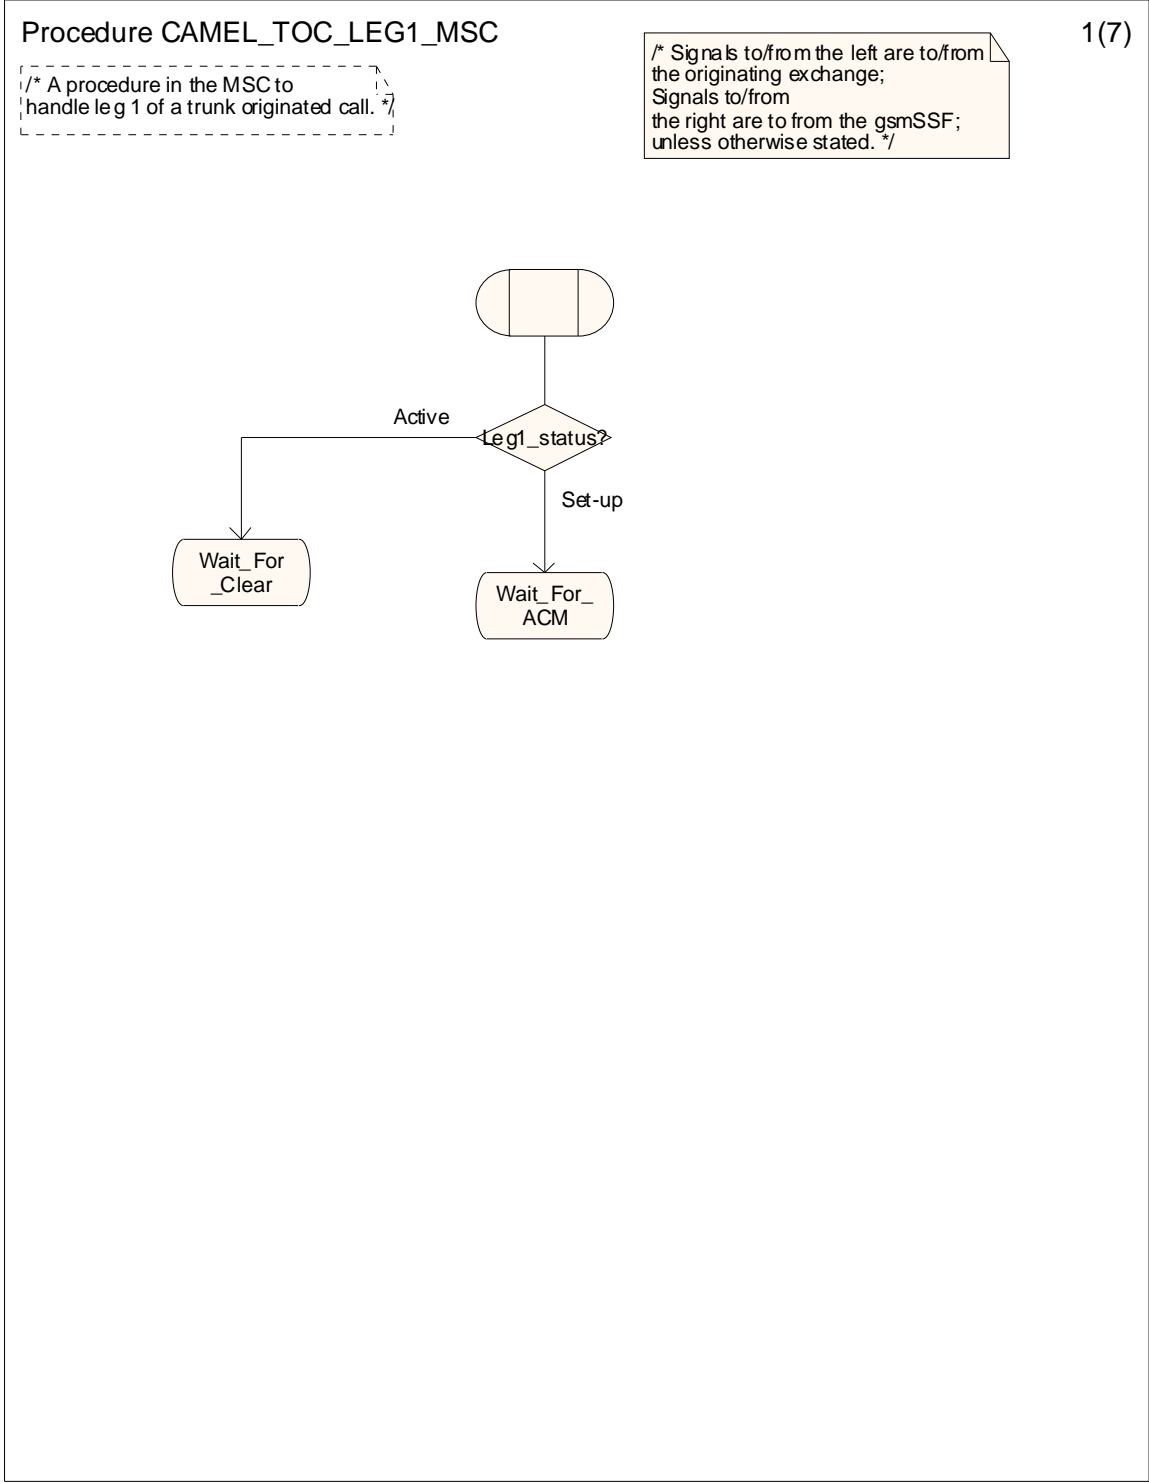 Procedure CAMEL_TOC_LEG1_MSC
1(7)
/* A procedure in the MSC to
handle leg 1 of a trunk originated call. */
/* Signals to/from the left are to/from
the originating exchange;
Signals to/from
the right are to from the gsmSSF;
unless otherwise stated. */
Active
Leg1_status?
Set-up
Wait_For
_Clear
Wait_For_
ACM